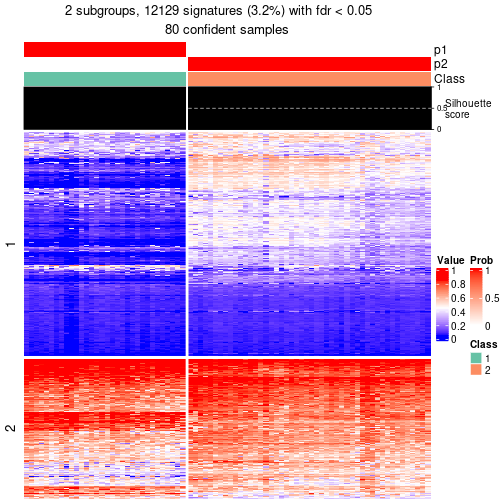 2 subgroups, 12129 signatures (3.2%) with fdr < 0.05
80 confident samples
p1
p2
Class
1
0.5
0
Silhouette
score
1
2
Value
1
0.8
0.6
0.4
0.2
0
Prob
1
0.5
0
Class
1
2